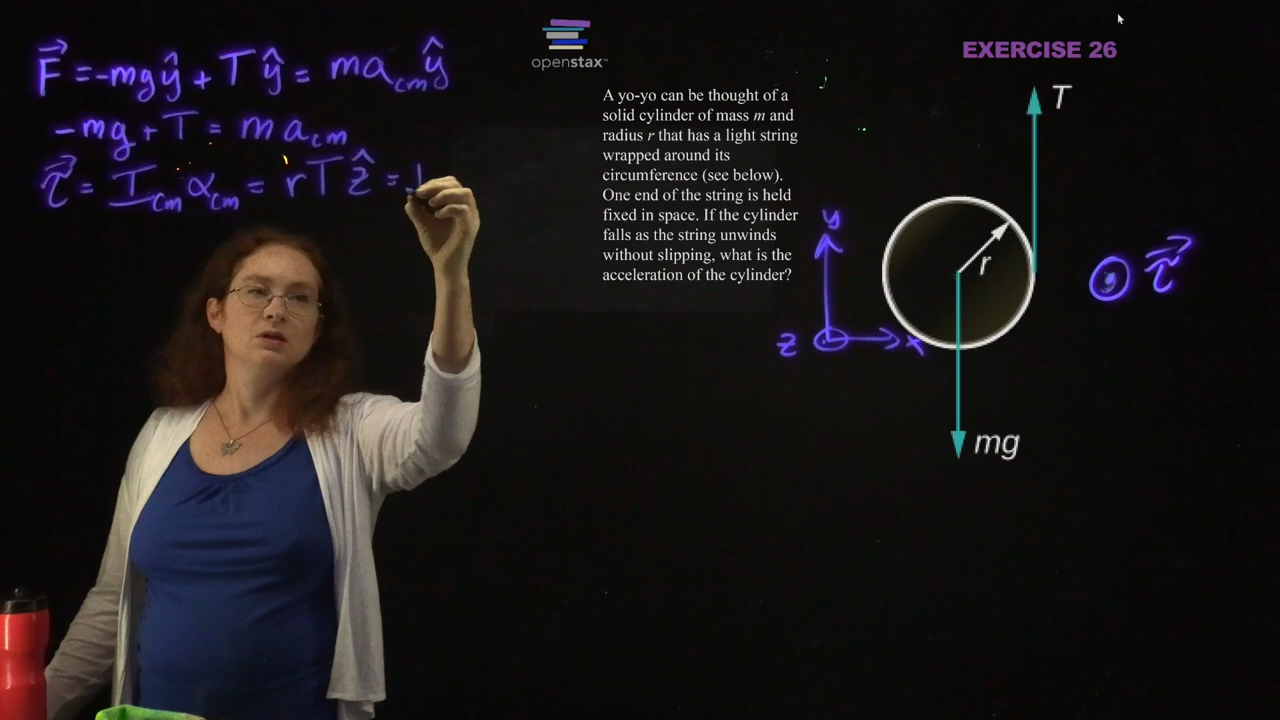 F⃗ = -mgŷ + Tŷ = ma_cm ŷ
-mg + T = ma_cm
τ⃗ = I_cm α_cm = rTẑ =
openstax™
A yo-yo can be thought of a
solid cylinder of mass m and
radius r that has a light string
wrapped around its
circumference (see below).
One end of the string is held
fixed in space. If the cylinder
falls as the string unwinds
without slipping, what is the
acceleration of the cylinder?
EXERCISE 26
T
y
r
τ⃗
z
x
mg